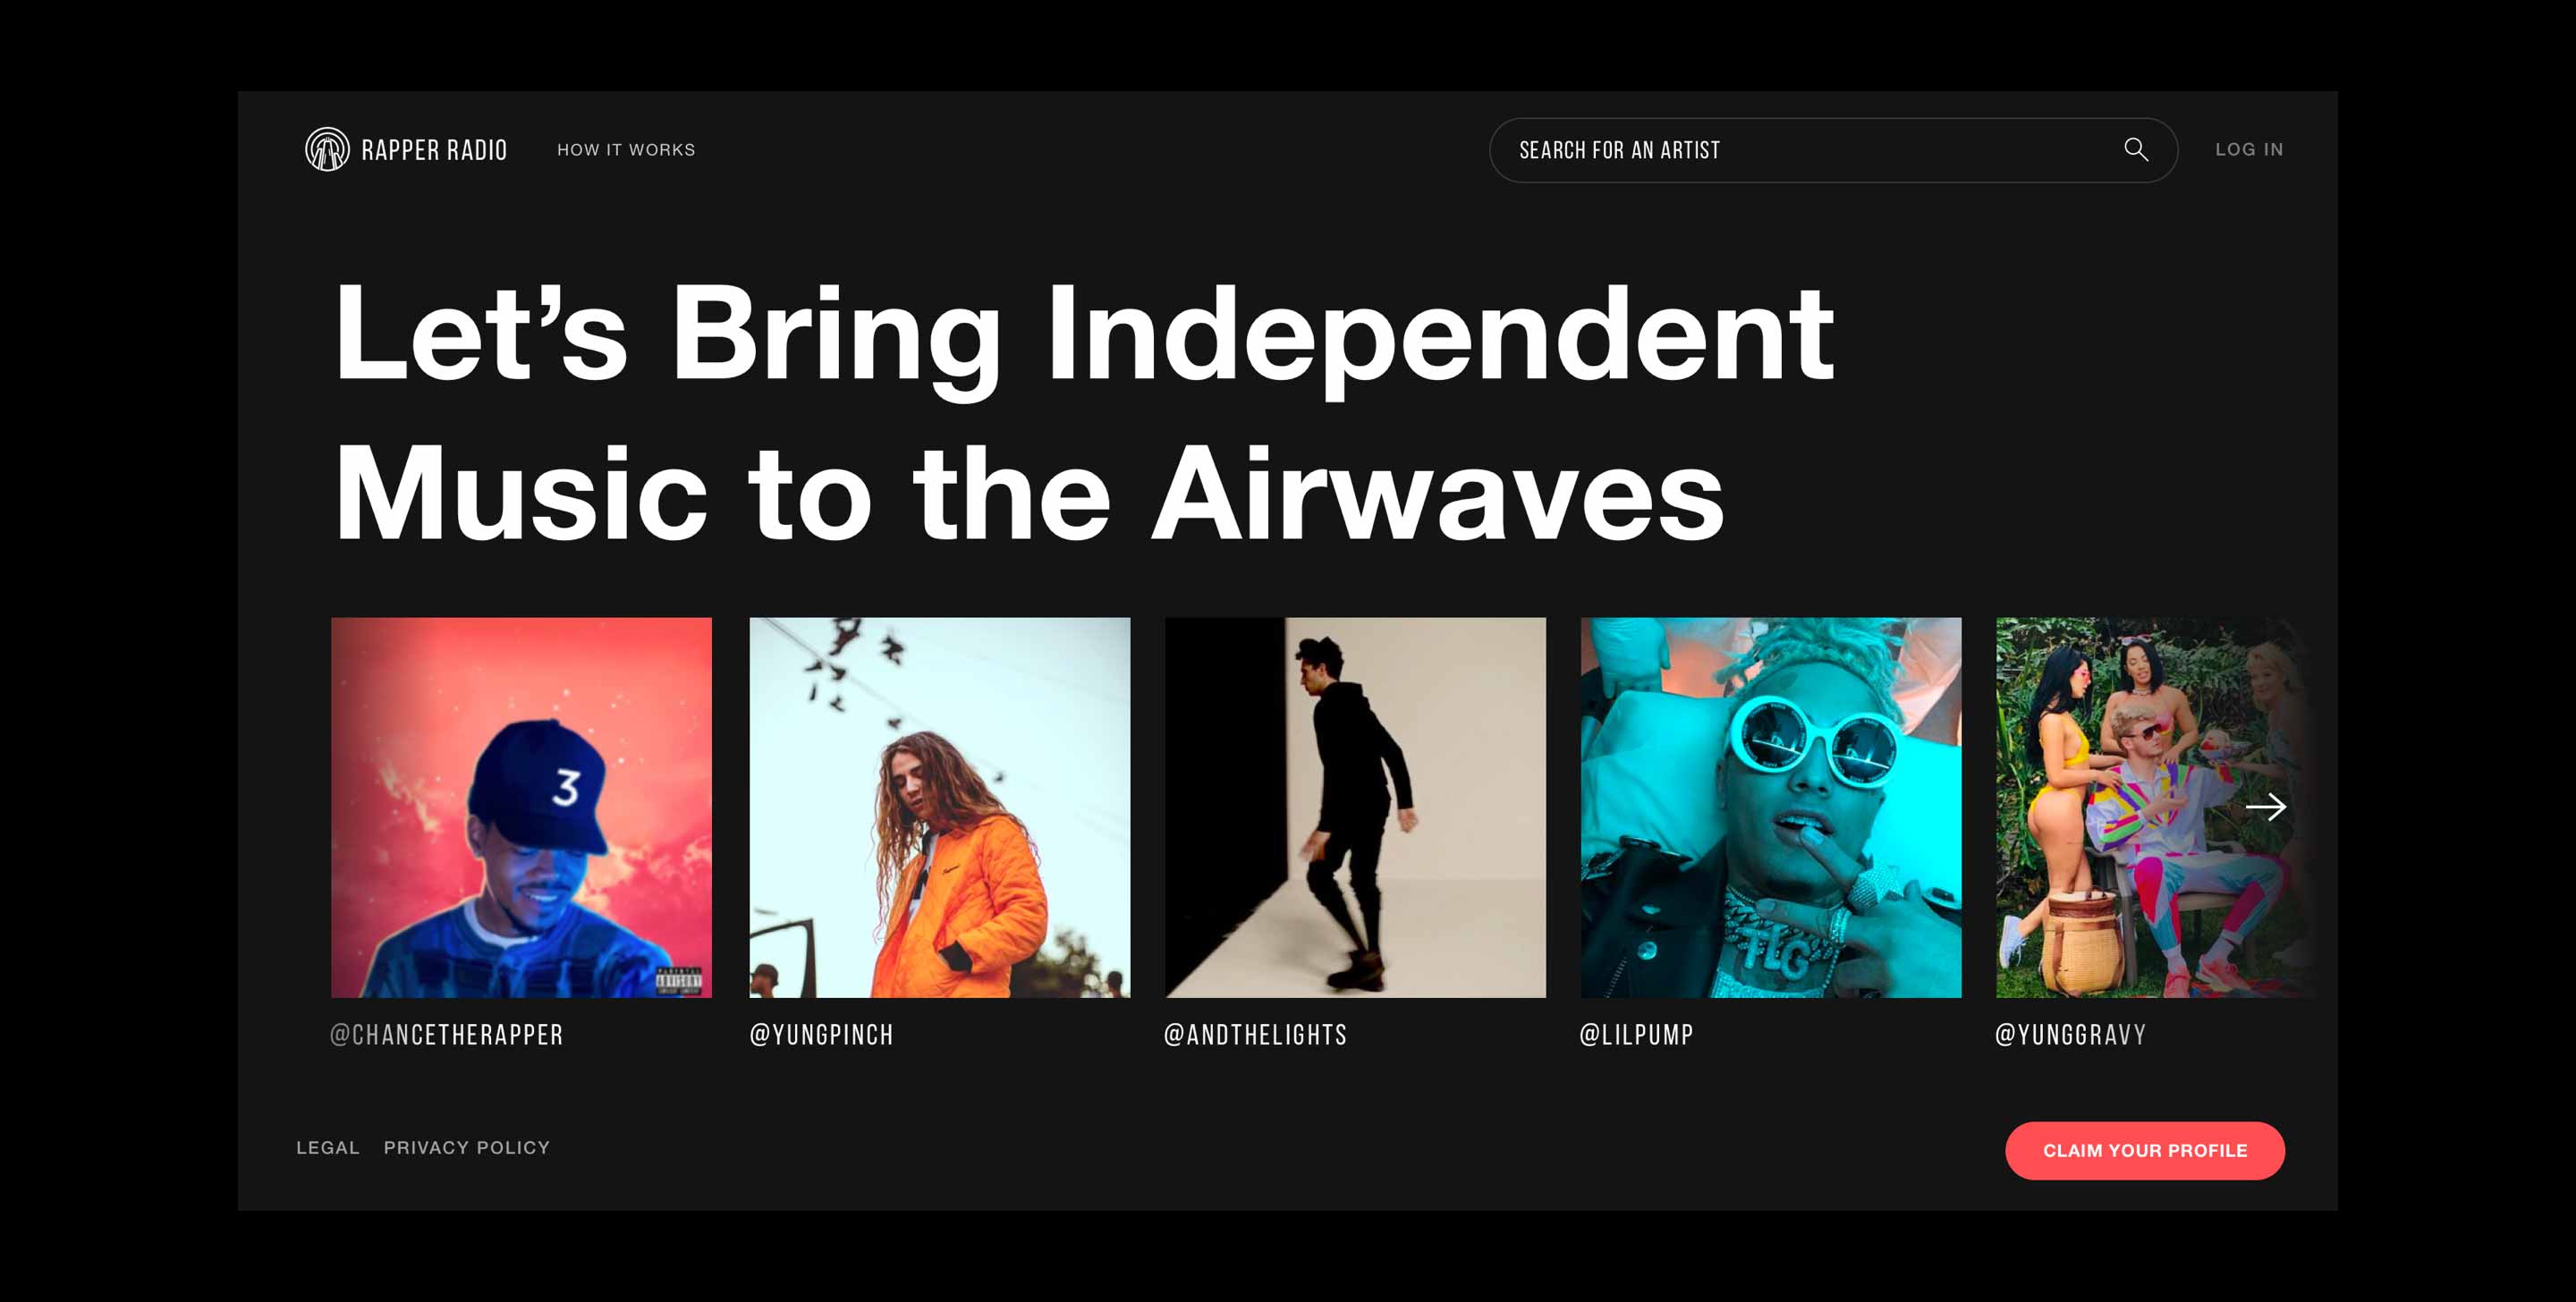 RAPPER RADIO
HOW IT WORKS
SEARCH FOR AN ARTIST
LOG IN
Let’s Bring Independent
Music to the Airwaves
3
PARENTAL
ADVISORY
TLG
@CHANCETHERAPPER
@YUNGPINCH
@ANDTHELIGHTS
@LILPUMP
@YUNGGRAVY
LEGAL
PRIVACY POLICY
CLAIM YOUR PROFILE